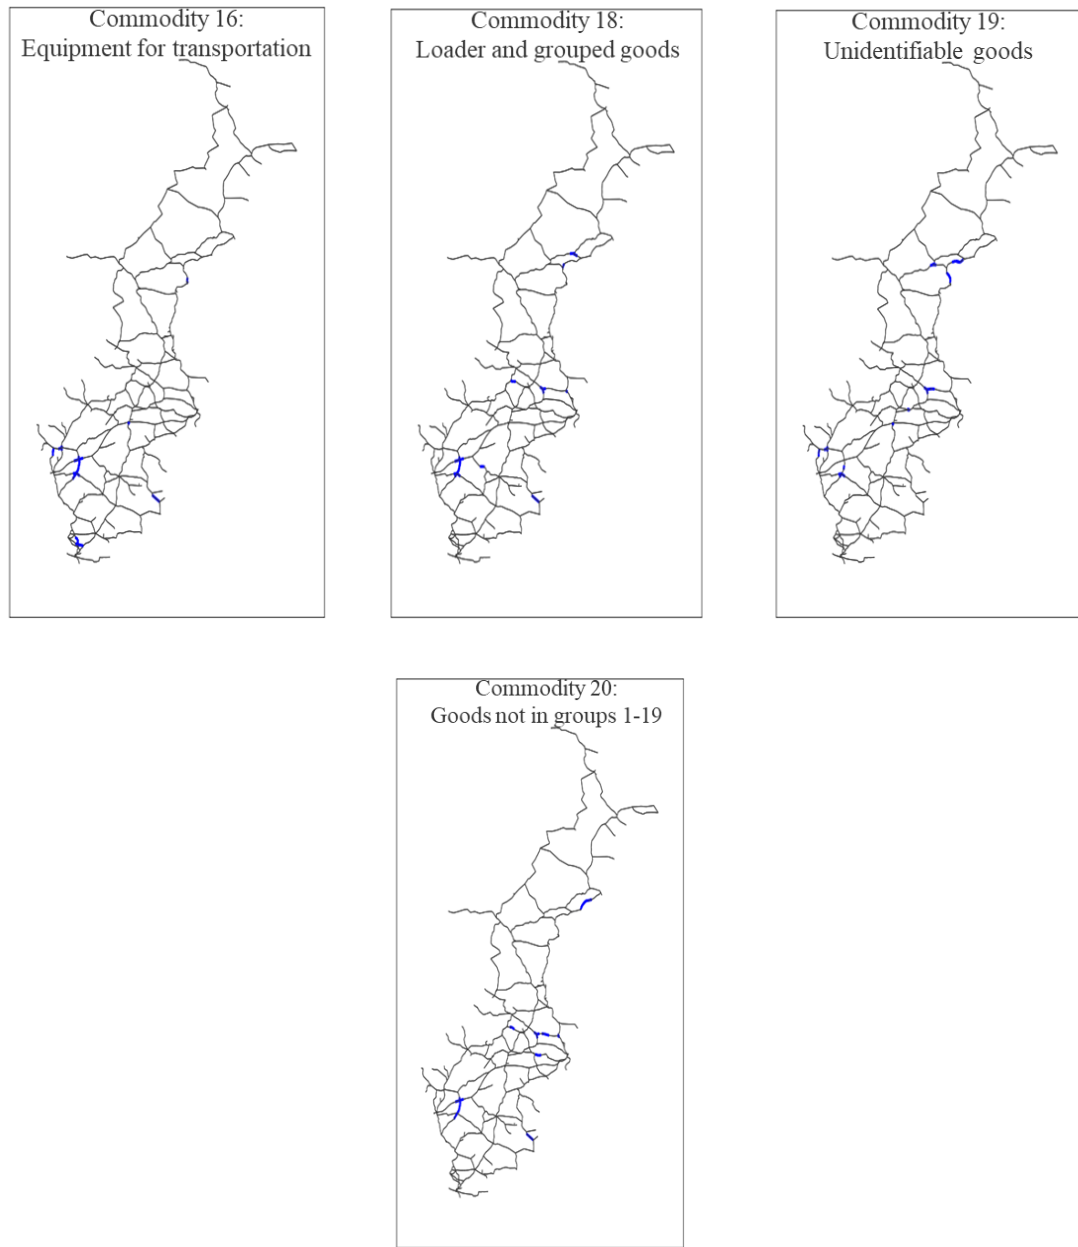 Commodity 16:
Equipment for transportation
Commodity 18:
Loader and grouped goods
Commodity 19:
Unidentifiable goods
Commodity 20:
Goods not in groups 1-19